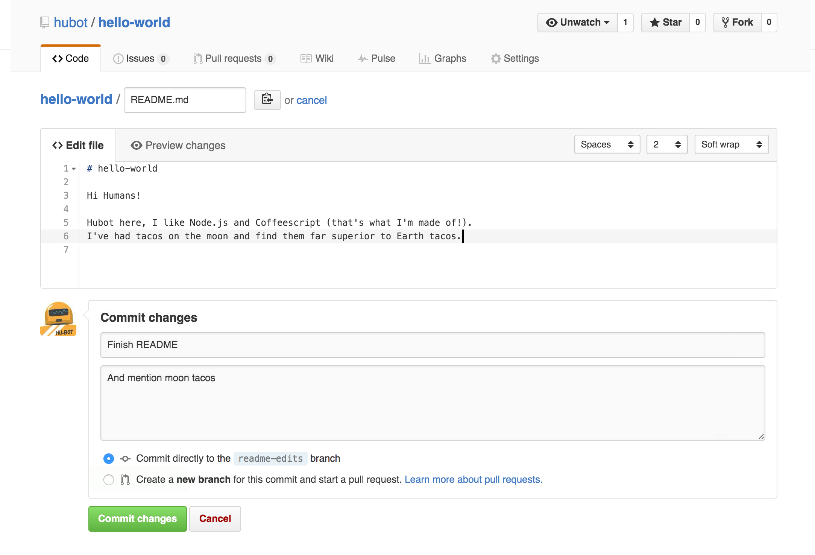 hubot / hello-world
Unwatch 1 Star 0 Fork 0
Code Issues 0 Pull requests 0 Wiki Pulse Graphs Settings
hello-world / README.md or cancel
Edit file Preview changes Spaces 2 Soft wrap
1 # hello-world
2
3 Hi Humans!
4
5 Hubot here, I like Node.js and Coffeescript (that's what I'm made of!).
6 I've had tacos on the moon and find them far superior to Earth tacos.
7
HUBOT
Commit changes
Finish README
And mention moon tacos
Commit directly to the readme-edits branch
Create a new branch for this commit and start a pull request. Learn more about pull requests.
Commit changes Cancel